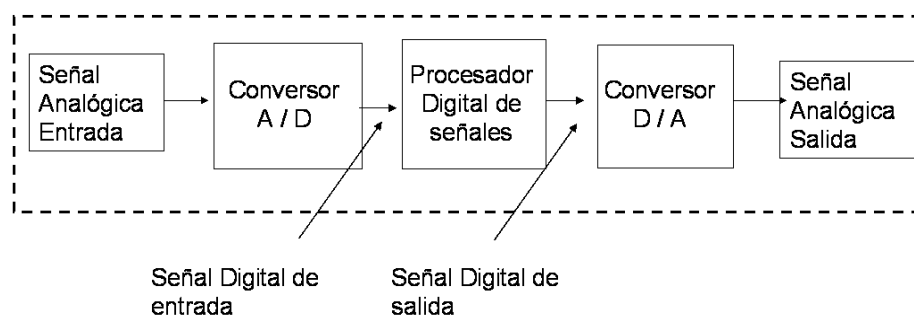 Señal
Analógica
Entrada
Conversor
A / D
Procesador
Digital de
señales
Conversor
D / A
Señal
Analógica
Salida
Señal Digital de
entrada
Señal Digital de
salida